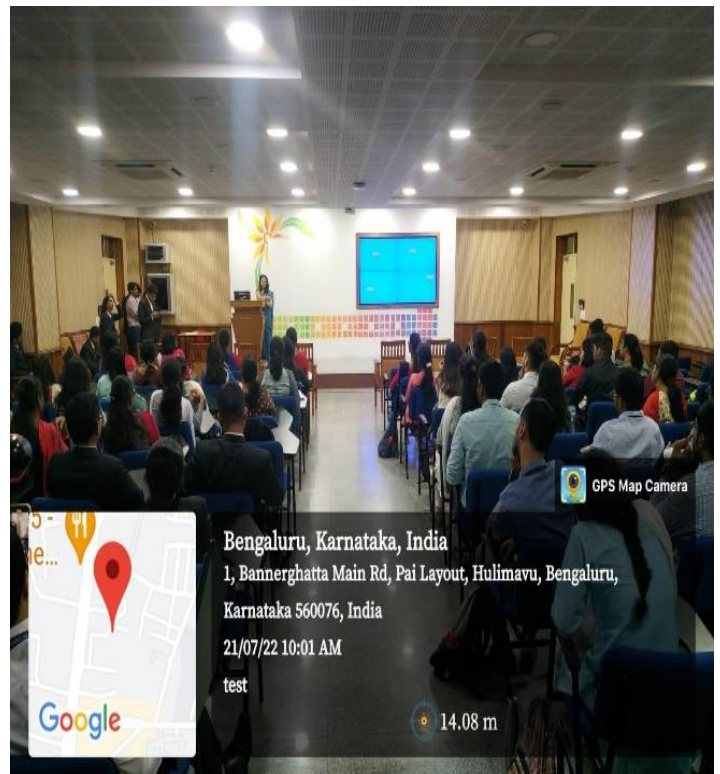 GPS Map Camera
Bengaluru, Karnataka, India
1, Bannerghatta Main Rd, Pai Layout, Hulimavu, Bengaluru,
Karnataka 560076, India
21/07/22 10:01 AM
test
14.08 m
5 -
e...
Google